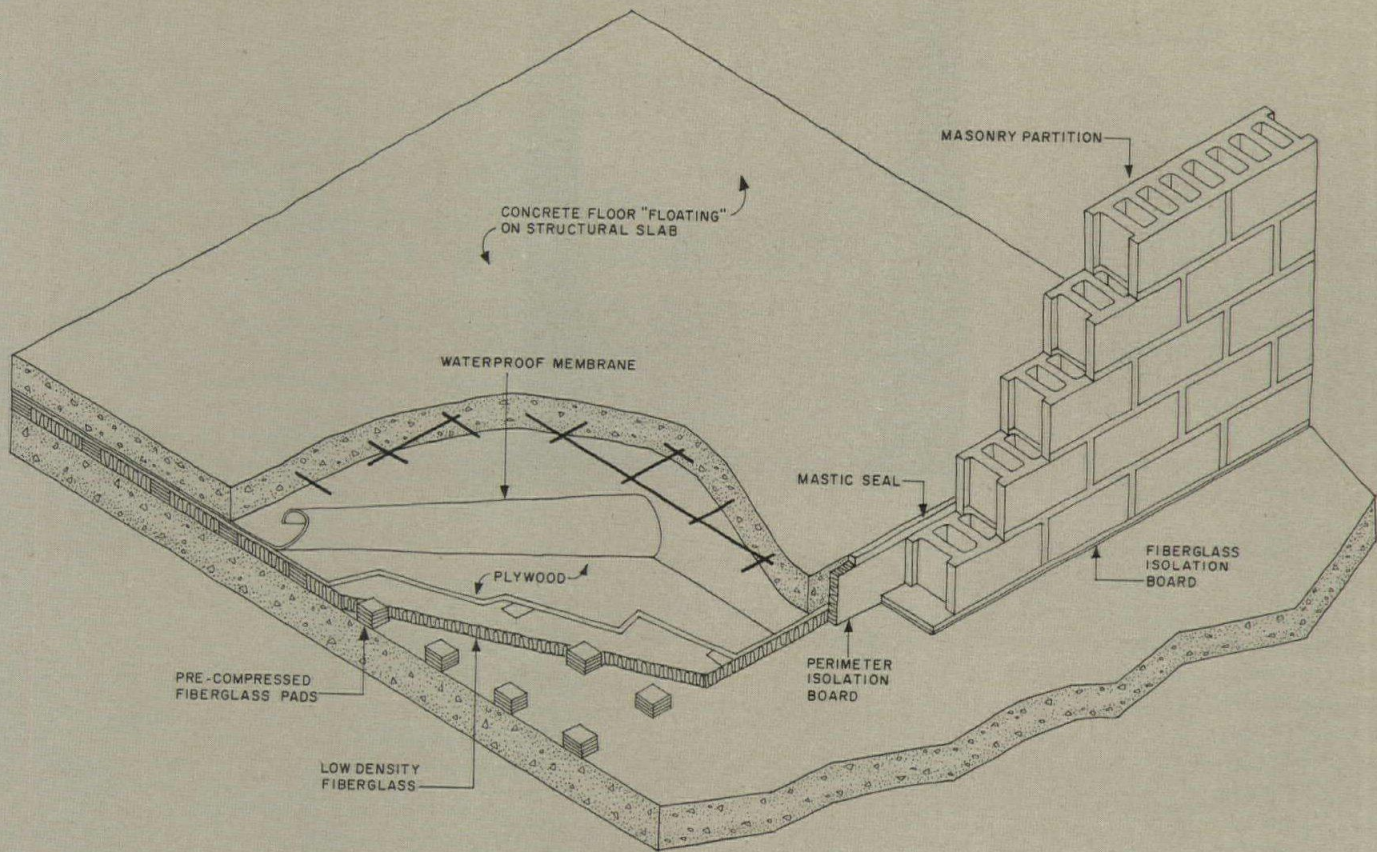 MASONRY PARTITION
CONCRETE FLOOR "FLOATING"
ON STRUCTURAL SLAB
WATERPROOF MEMBRANE
MASTIC SEAL
FIBERGLASS
ISOLATION
BOARD
PLYWOOD
PERIMETER
ISOLATION
BOARD
PRE-COMPRESSED
FIBERGLASS PADS
LOW DENSITY
FIBERGLASS